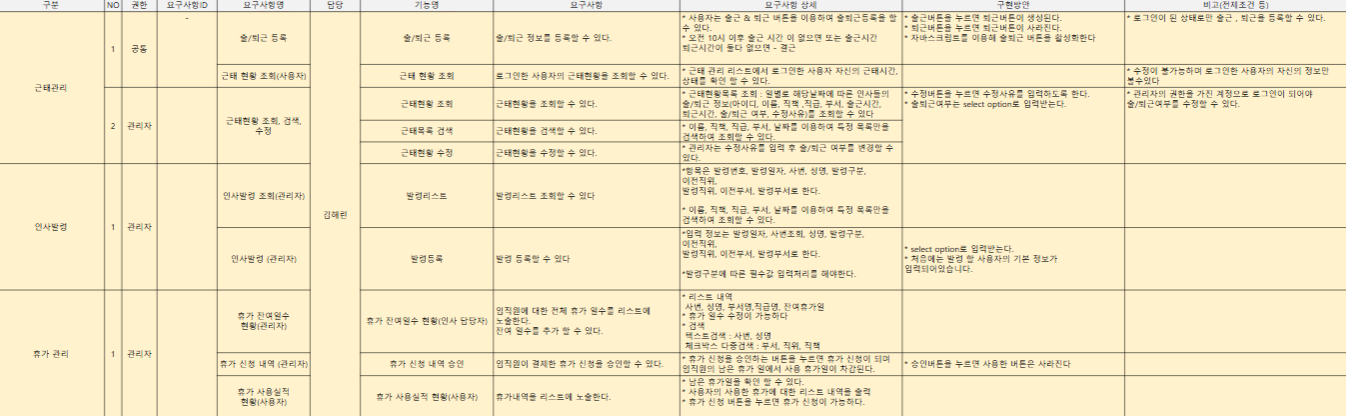 구분 NO 권한 요구사항ID 요구사항명 담당 기능명 요구사항 요구사항 상세 구현방안 비고(전제조건 등)
근태관리
1 공통 -
출/퇴근 등록
출/퇴근 등록
출/퇴근 정보를 등록할 수 있다.
* 사용자는 출근 & 퇴근 버튼을 이용하여 출퇴근등록을 할
수 있다.
* 오전 10시 이후 출근 시간 이 없으면 또는 출근시간
퇴근시간이 둘다 없으면 - 결근
* 출근버튼을 누르면 퇴근버튼이 생성된다.
* 퇴근버튼을 누르면 퇴근버튼이 사라진다.
* 자바스크립트를 이용해 출퇴근 버튼을 활성화한다
* 로그인이 된 상태로만 출근 , 퇴근을 등록할 수 있다.
근태 현황 조회(사용자)
근태 현황 조회
로그인한 사용자의 근태현황을 조회할 수 있다.
* 근태 관리 리스트에서 로그인한 사용자 자신의 근태시간,
상태를 확인 할 수 있다.
* 수정이 불가능하며 로그인한 사용자의 자신의 정보만
볼수있다
2 관리자
근태현황 조회, 검색,
수정
근태현황 조회
근태현황을 조회할 수 있다.
* 근태현황목록 조회 : 일별로 해당날짜에 따른 인사들의
출/퇴근 정보(아이디, 이름, 직책 ,직급, 부서, 출근시간,
퇴근시간, 출/퇴근 여부, 수정사유)를 조회할 수 있다
* 수정버튼을 누르면 수정사유를 입력하도록 한다.
* 출퇴근여부는 select option로 입력받는다.
* 관리자의 권한을 가진 계정으로 로그인이 되어야
출/퇴근여부를 수정할 수 있다.
근태목록 검색
근태현황을 검색할 수 있다.
* 이름, 직책, 직급, 부서, 날짜를 이용하여 특정 목록만을
검색하여 조회할 수 있다.
근태현황 수정
근태현황을 수정할 수 있다.
* 관리자는 수정사유를 입력 후 출/퇴근 여부를 변경할 수
있다.
김혜린
인사발령
1 관리자
인사발령 조회(관리자)
발령리스트
발령리스트 조회할 수 있다
*항목은 발령번호, 발령일자, 사번, 성명, 발령구분,
이전직위,
발령직위, 이전부서, 발령부서로 한다.
* 이름, 직책, 직급, 부서, 날짜를 이용하여 특정 목록만을
검색하여 조회할 수 있다.
인사발령 (관리자)
발령등록
발령 등록할 수 있다
*입력 정보는 발령일자, 사번조회, 성명, 발령구분,
이전직위,
발령직위, 이전부서, 발령부서로 한다.
*발령구분에 따른 필수값 입력처리를 해야한다.
* select option로 입력받는다.
* 처음에는 발령 할 사용자의 기본 정보가
입력되어있습니다.
휴가 관리
1 관리자
휴가 잔여일수
현황(관리자)
휴가 잔여일수 현황(인사 담당자)
임직원에 대한 전체 휴가 일수를 리스트에
노출한다.
잔여 일수를 추가 할 수 있다.
* 리스트 내역
사번, 성명, 부서명,직급명, 잔여휴가일
* 휴가 일수 수정이 가능하다
* 검색
텍스트검색 : 사번, 성명
체크박스 다중검색 : 부서, 직위, 직책
휴가 신청 내역 (관리자)
휴가 신청 내역 승인
임직원이 결제한 휴가 신청을 승인할 수 있다.
* 휴가 신청을 승인하는 버튼을 누르면 휴가 신청이 되며
임직원의 남은 휴가 일에서 사용 휴가일이 차감된다.
* 승인버튼을 누르면 사용한 버튼은 사라진다
휴가 사용실적
현황(사용자)
휴가 사용실적 현황(사용자)
휴가내역을 리스트에 노출한다.
* 남은 휴가일을 확인 할 수 있다.
* 사용자의 사용한 휴가에 대한 리스트 내역을 출력
* 휴가 신청 버튼을 누르면 휴가 신청이 가능하다.